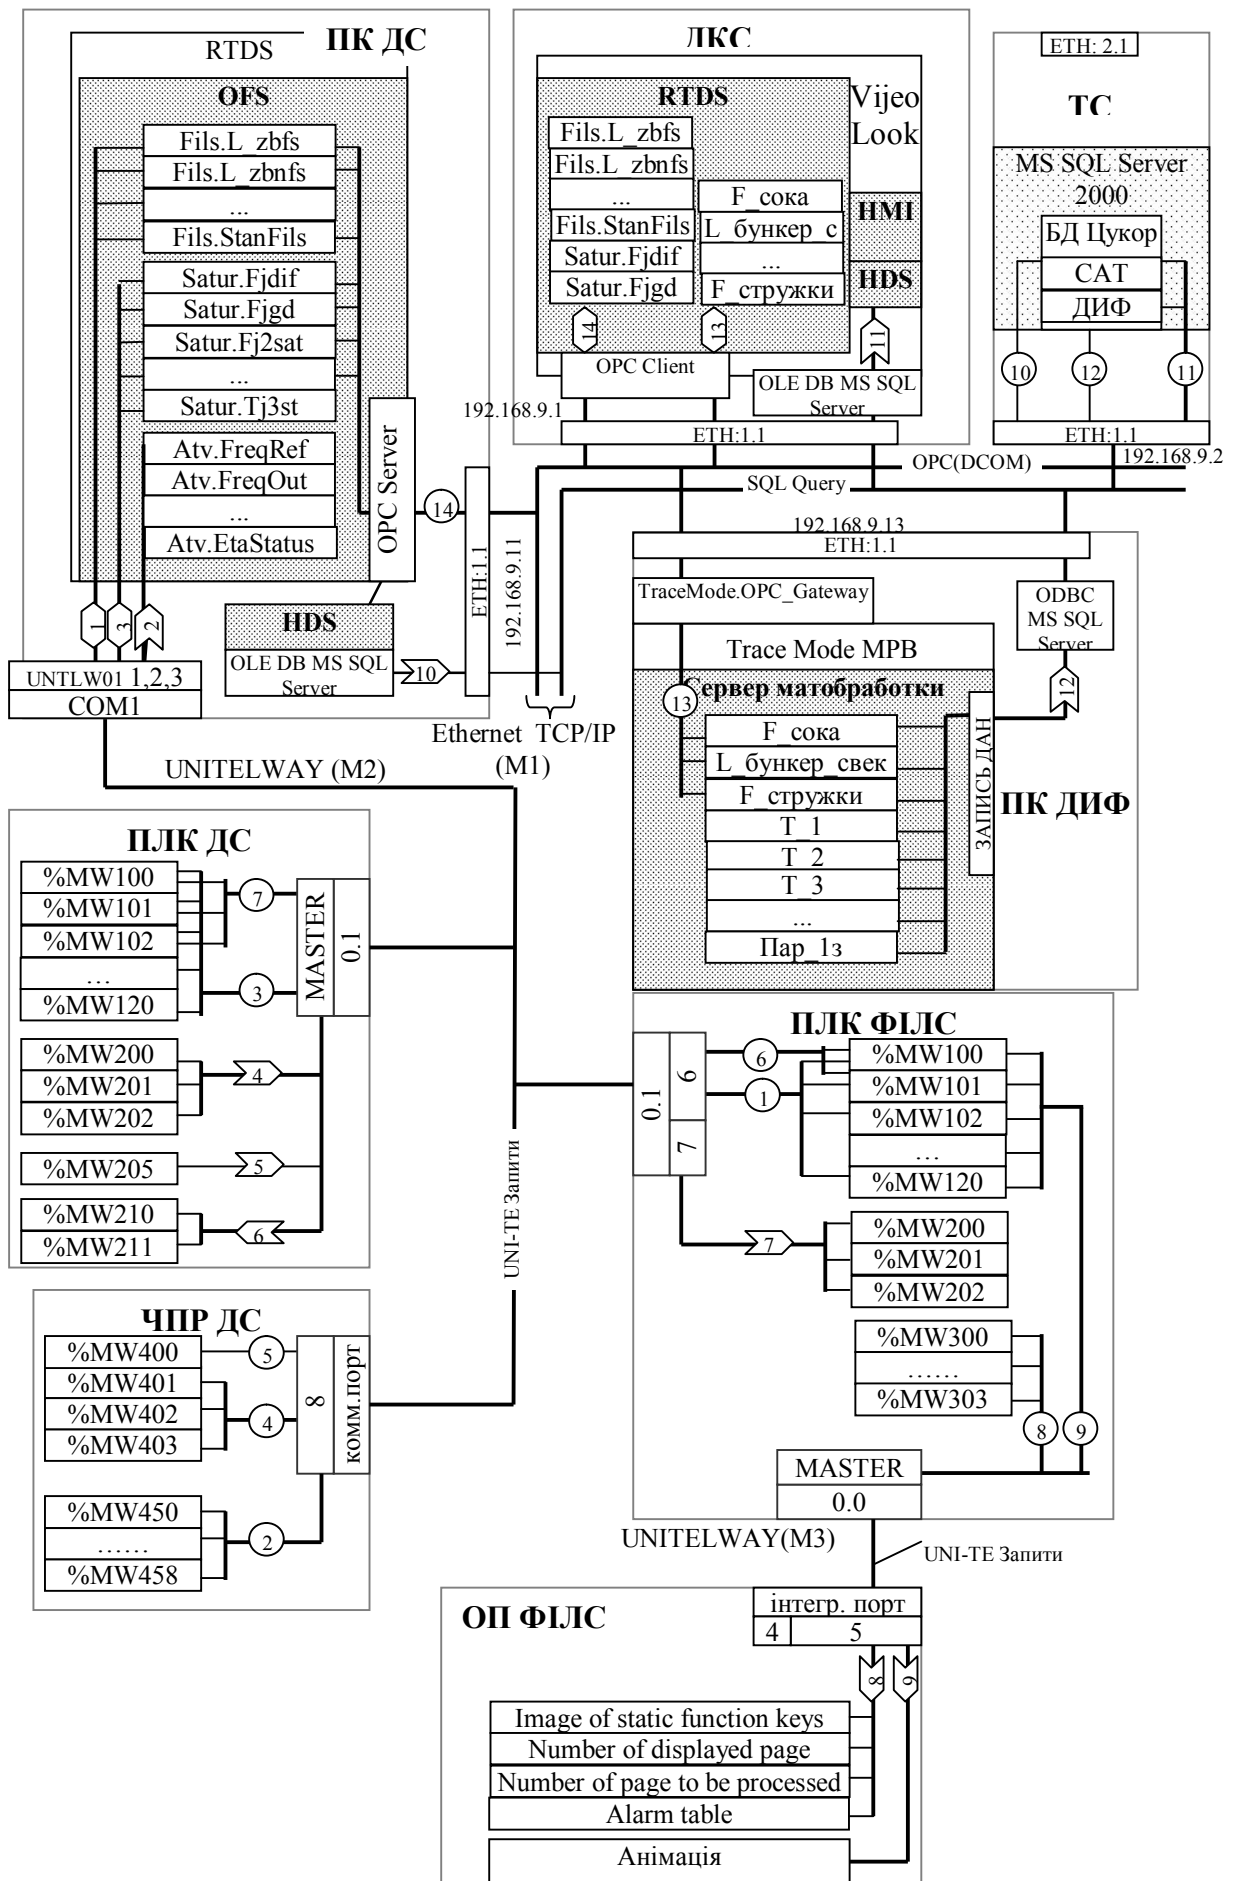 ПК ДС
RTDS
OFS
Fils.L_zbfs
Fils.L_zbnfs
...
Fils.StanFils
Satur.Fjdif
Satur.Fjgd
Satur.Fj2sat
...
Satur.Tj3st
Atv.FreqRef
Atv.FreqOut
...
Atv.EtaStatus
OPC Server
14
ETH:1.1
192.168.9.11
1
3
2
HDS
OLE DB MS SQL
Server
10
UNTLW01 1,2,3
COM1
ЛКС
Vijeo
Look
RTDS
Fils.L_zbfs
Fils.L_zbnfs
...
Fils.StanFils
Satur.Fjdif
Satur.Fjgd
F_сока
L_бункер_с
...
F_стружки
HMI
HDS
14
13
11
OPC Client
OLE DB MS SQL
Server
192.168.9.1
ETH:1.1
ETH: 2.1
ТС
MS SQL Server
2000
БД Цукор
САТ
ДИФ
10
12
11
ETH:1.1
192.168.9.2
OPC(DCOM)
SQL Query
192.168.9.13
ETH:1.1
TraceMode.OPC_Gateway
ODBC
MS SQL
Server
Trace Mode МРВ
Сервер матобработки
13
12
F_сока
L_бункер_свек
F_стружки
T_1
T_2
T_3
...
Пар_1з
ЗАПИСЬ ДАН
ПК ДИФ
Ethernet TCP/IP
(M1)
UNITELWAY (M2)
ПЛК ДС
%MW100
%MW101
%MW102
...
%MW120
7
3
MASTER
0.1
%MW200
%MW201
%MW202
4
%MW205
5
%MW210
%MW211
6
UNI-TE Запити
ЧПР ДС
%MW400
%MW401
%MW402
%MW403
5
4
8
комм.порт
%MW450
......
%MW458
2
ПЛК ФІЛС
0.1
6
7
6
1
%MW100
%MW101
%MW102
...
%MW120
7
%MW200
%MW201
%MW202
%MW300
......
%MW303
8
9
MASTER
0.0
UNITELWAY(M3)
UNI-TE Запити
ОП ФІЛС
інтегр. порт
4
5
8
9
Image of static function keys
Number of displayed page
Number of page to be processed
Alarm table
Анімація